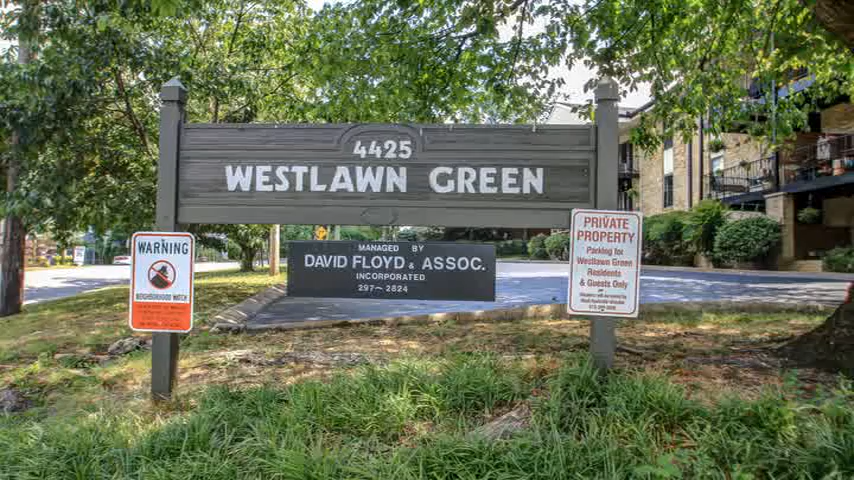 4425
WESTLAWN GREEN
WARNING
NEIGHBORHOOD WATCH
MANAGED BY
DAVID FLOYD & ASSOC.
INCORPORATED
297-2824
PRIVATE
PROPERTY
Parking for
Westlawn Green
Residents
& Guests Only